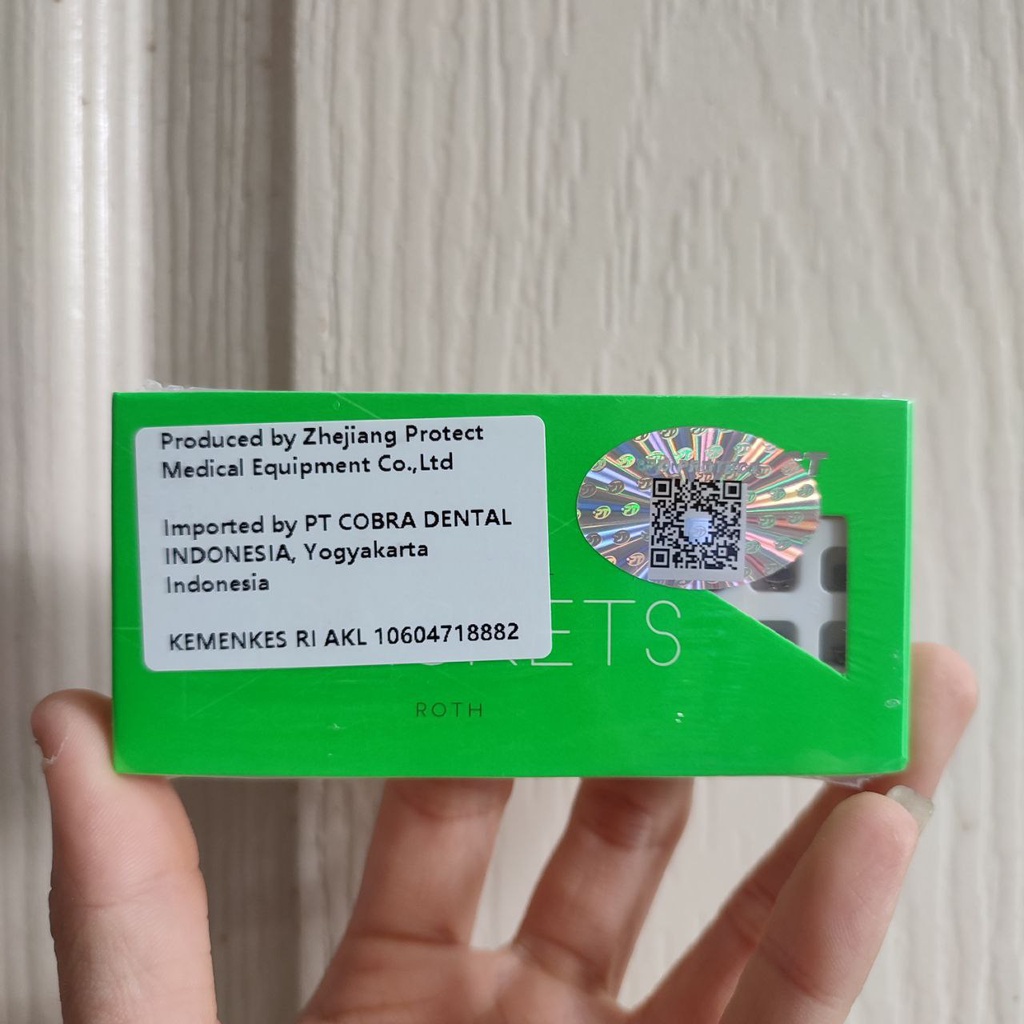 Produced by Zhejiang Protect
Medical Equipment Co.,Ltd
Imported by PT COBRA DENTAL
INDONESIA, Yogyakarta
Indonesia
KEMENKES RI AKL 10604718882
ROTH